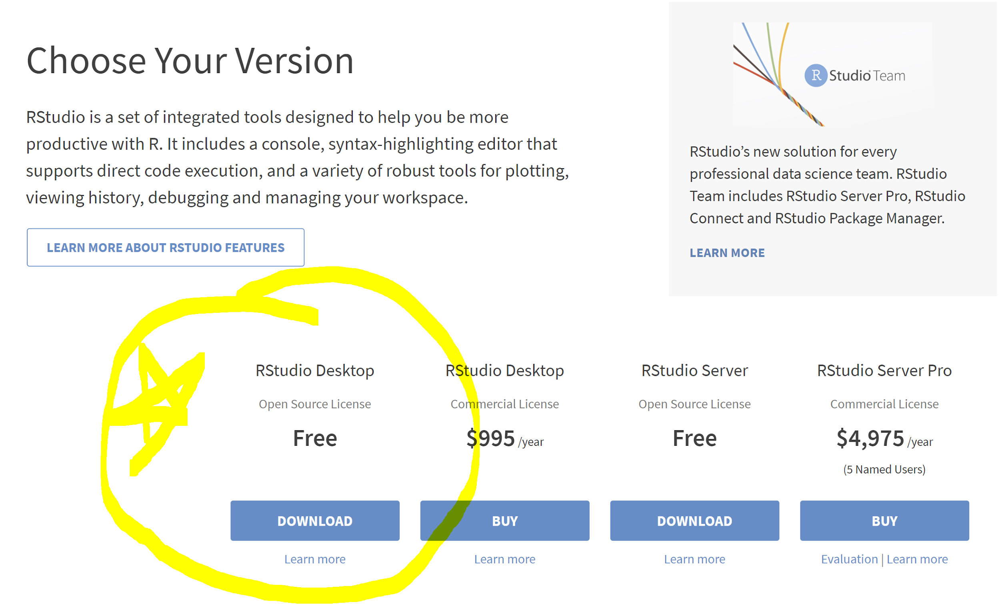 Choose Your Version
RStudio is a set of integrated tools designed to help you be more
productive with R. It includes a console, syntax-highlighting editor that
supports direct code execution, and a variety of robust tools for plotting,
viewing history, debugging and managing your workspace.
LEARN MORE ABOUT RSTUDIO FEATURES
R Studio® Team
RStudio’s new solution for every
professional data science team. RStudio
Team includes RStudio Server Pro, RStudio
Connect and RStudio Package Manager.
LEARN MORE
RStudio Desktop
Open Source License
Free
DOWNLOAD
Learn more
RStudio Desktop
Commercial License
$995 /year
BUY
Learn more
RStudio Server
Open Source License
Free
DOWNLOAD
Learn more
RStudio Server Pro
Commercial License
$4,975 /year
(5 Named Users)
BUY
Evaluation | Learn more